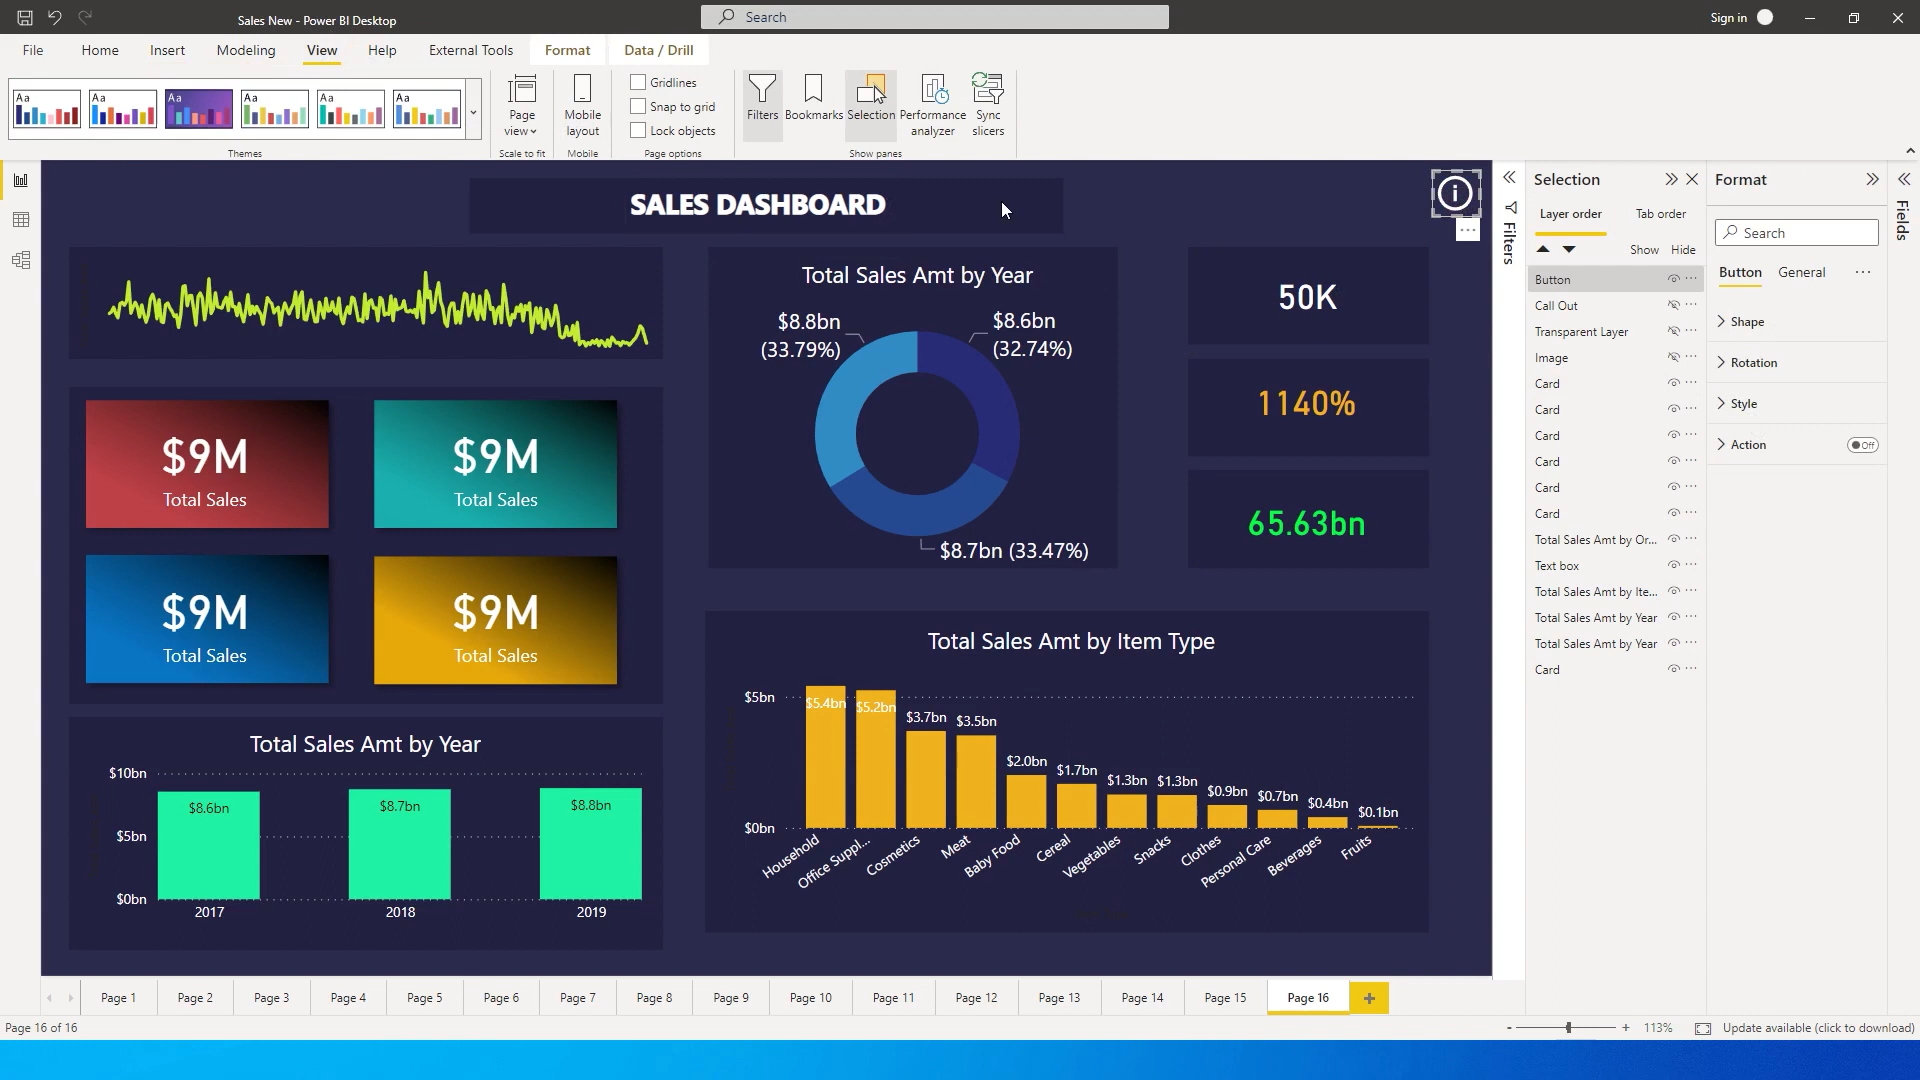 Sales New - Power BI Desktop
Search
Sign in
File
Home
Insert
Modeling
View
Help
External Tools
Format
Data / Drill
Aa
Aa
Aa
Aa
Aa
Aa
Themes
Page
view
Scale to fit
Mobile
layout
Mobile
Gridlines
Snap to grid
Lock objects
Page options
Filters
Bookmarks
Selection
Performance
analyzer
Sync
slicers
Show panes
SALES DASHBOARD
$9M
Total Sales
$9M
Total Sales
$9M
Total Sales
$9M
Total Sales
Total Sales Amt by Year
$10bn
$5bn
$0bn
$8.6bn
$8.7bn
$8.8bn
2017
2018
2019
Total Sales Amt by Year
$8.8bn
(33.79%)
$8.6bn
(32.74%)
$8.7bn (33.47%)
50K
1140%
65.63bn
Total Sales Amt by Item Type
$5bn
$0bn
$5.4bn
$5.2bn
$3.7bn
$3.5bn
$2.0bn
$1.7bn
$1.3bn
$1.3bn
$0.9bn
$0.7bn
$0.4bn
$0.1bn
Household
Office Suppl...
Cosmetics
Meat
Baby Food
Cereal
Vegetables
Snacks
Clothes
Personal Care
Beverages
Fruits
Filters
Selection
Layer order
Tab order
Show
Hide
Button
Call Out
Transparent Layer
Image
Card
Card
Card
Card
Card
Card
Total Sales Amt by Or...
Text box
Total Sales Amt by Ite...
Total Sales Amt by Year
Total Sales Amt by Year
Card
Format
Search
Button
General
Shape
Rotation
Style
Action
Off
Fields
Page 1
Page 2
Page 3
Page 4
Page 5
Page 6
Page 7
Page 8
Page 9
Page 10
Page 11
Page 12
Page 13
Page 14
Page 15
Page 16
Page 16 of 16
113%
Update available (click to download)